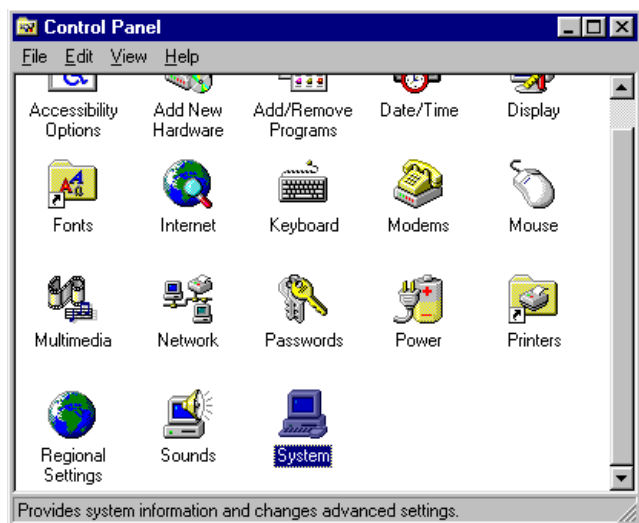 Control Panel
File Edit View Help
Accessibility Options
Add New Hardware
Add/Remove Programs
Date/Time
Display
Fonts
Internet
Keyboard
Modems
Mouse
Multimedia
Network
Passwords
Power
Printers
Regional Settings
Sounds
System
Provides system information and changes advanced settings.